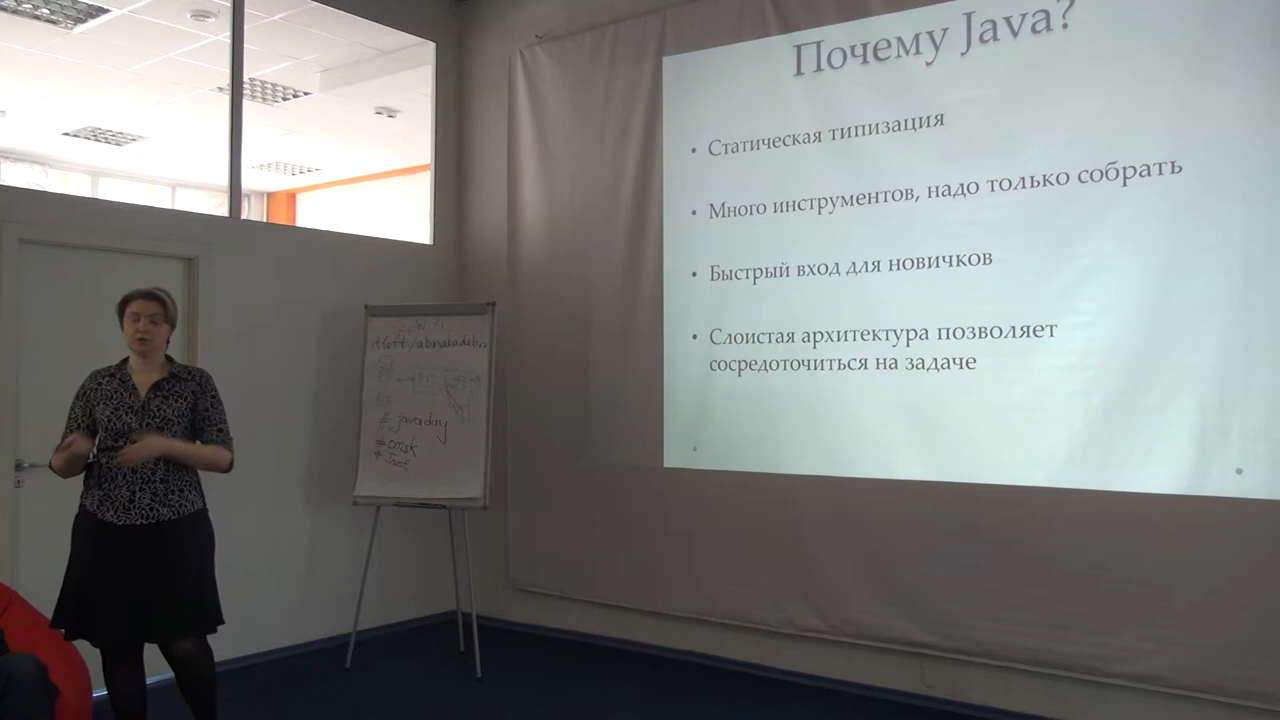 Почему Java?
• Статическая типизация
• Много инструментов, надо только собрать
• Быстрый вход для новичков
• Слоистая архитектура позволяет
сосредоточиться на задаче
# javaday
#omsk